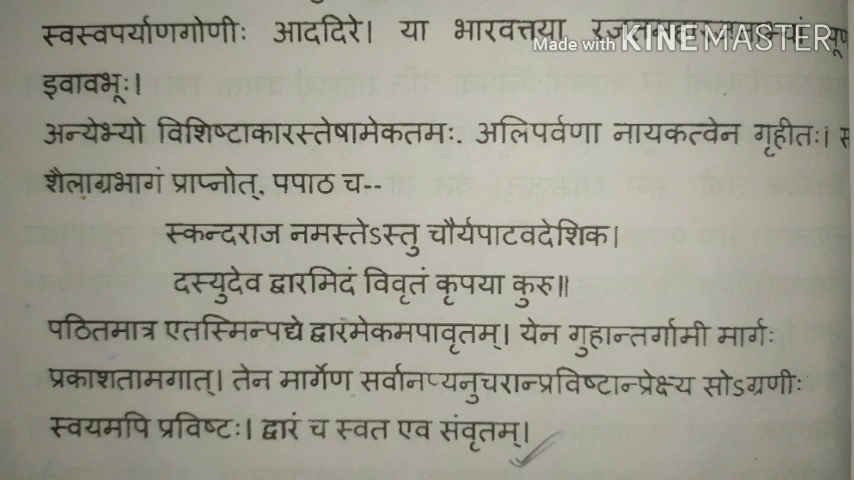 स्वस्वपर्याणगोणीः आददिरे। या भारवत्तया
Made with KINEMASTER
इवावभूः।
अन्येभ्यो विशिष्टाकारस्तेषामेकतमः. अलिपर्वणा नायकत्वेन गृहीतः। स
शैलाग्रभागं प्राप्नोत्. पपाठ च--
स्कन्दराज नमस्तेऽस्तु चौर्यपाटवदेशिक।
दस्युदेव द्वारमिदं विवृतं कृपया कुरु॥
पठितमात्र एतस्मिन्पद्ये द्वारमेकमपावृतम्। येन गुहान्तर्गामी मार्गः
प्रकाशतामगात्। तेन मार्गेण सर्वानप्यनुचरान्प्रविष्टान्प्रेक्ष्य सोऽग्रणीः
स्वयमपि प्रविष्टः। द्वारं च स्वत एव संवृतम्।